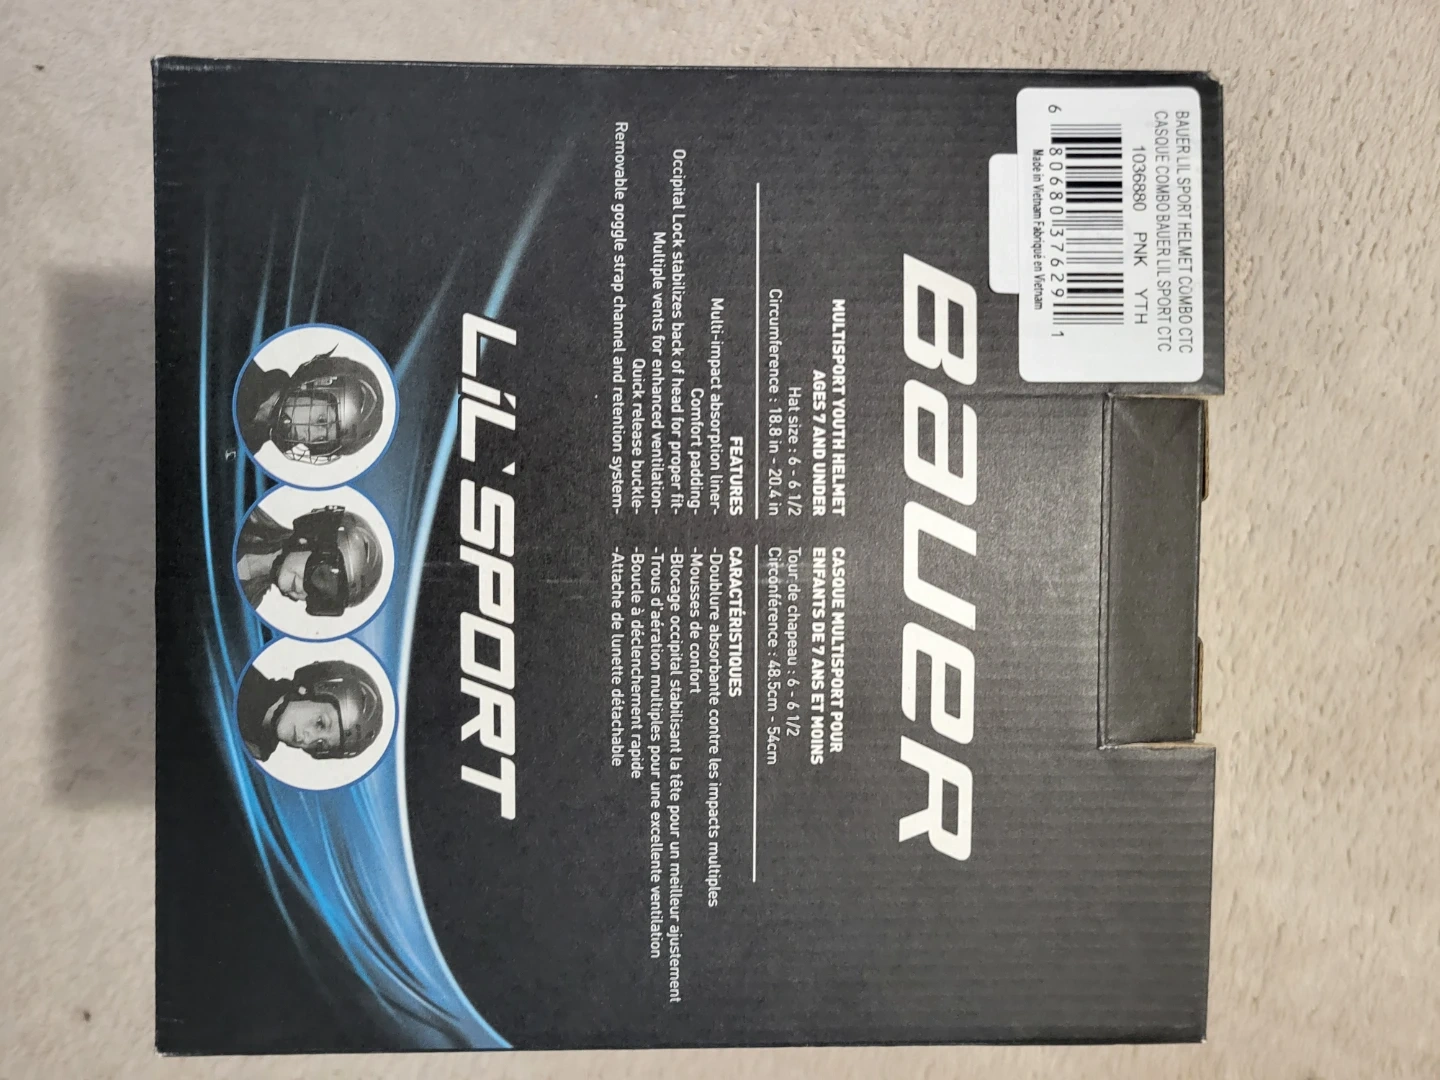 BAUER LIL SPORT HELMET COMBO CTC
CASQUE COMBO BAUER LIL SPORT CTC
1036880 PNK YTH
6 80680 37629 1
Made in Vietnam Fabriqué en Vietnam
BAUER
MULTISPORT YOUTH HELMET
AGES 7 AND UNDER
Hat size : 6 - 6 1/2
Circumference : 18.8 in - 20.4 in
FEATURES
Multi-impact absorption liner-
Comfort padding-
Occipital Lock stabilizes back of head for proper fit-
Multiple vents for enhanced ventilation-
Quick release buckle-
Removable goggle strap channel and retention system-
CASQUE MULTISPORT POUR
ENFANTS DE 7 ANS ET MOINS
Tour de chapeau : 6 - 6 1/2
Circonférence : 48.5cm - 54cm
CARACTÉRISTIQUES
-Doublure absorbante contre les impacts multiples
-Mousses de confort
-Blocage occipital stabilisant la tête pour un meilleur ajustement
-Trous d'aération multiples pour une excellente ventilation
-Boucle à déclenchement rapide
-Attache de lunette détachable
LIL' SPORT